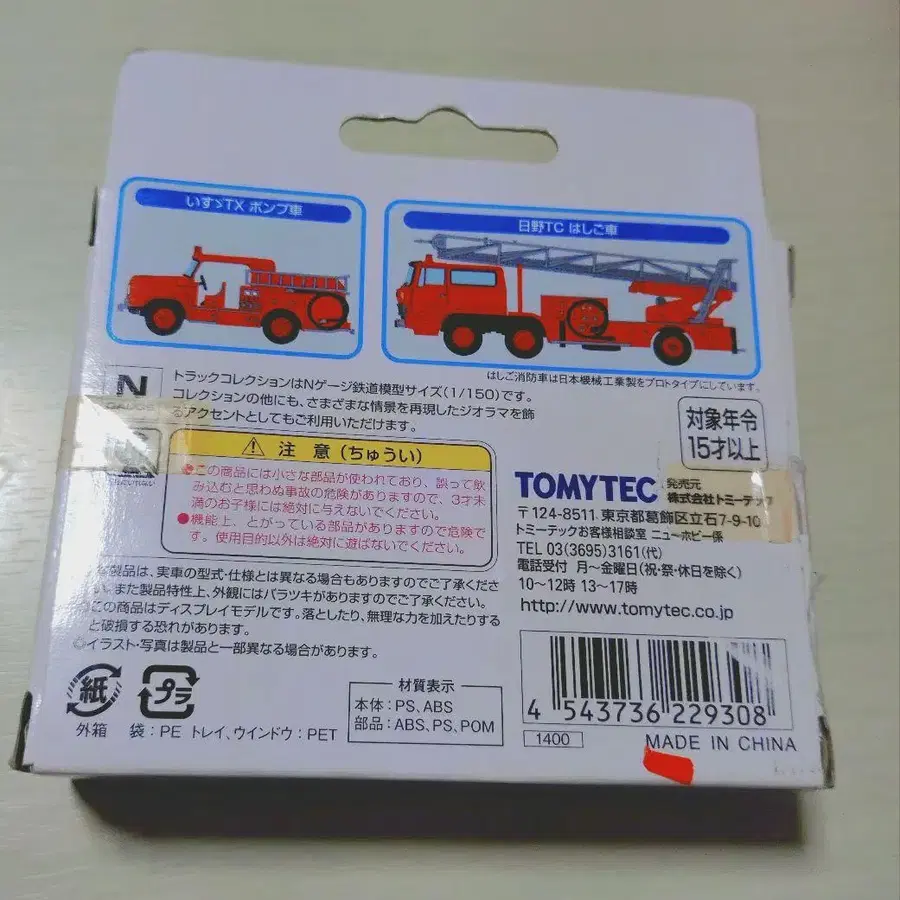 いすゞTX ポンプ車
日野TC はしご車
はしご消防車は日本機械工業製をプロトタイプにしています。
N
GAUGE
トラックコレクションはNゲージ鉄道模型サイズ(1/150)です。
コレクションの他にも、さまざまな情景を再現したジオラマを飾
るアクセントとしてもご利用いただけます。
対象年令
15才以上
注 意 (ちゅうい)
●この商品には小さな部品が使われており、誤って飲
み込むと思わぬ事故の危険がありますので、3才未
満のお子様には絶対に与えないでください。
●機能上、とがっている部品がありますので危険で
す。使用目的以外は絶対に遊ばないでください。
製品は、実車の型式・仕様とは異なる場合もありますのでご了承くださ
い。また製品特性上、外観にはバラツキがありますのでご了承ください。
この商品はディスプレイモデルです。落としたり、無理な力を加えたりする
と破損する恐れがあります。
◎イラスト・写真は製品と一部異なる場合があります。
TOMYTEC
発売元
株式会社トミーテック
〒124-8511 東京都葛飾区立石7-9-10
トミーテックお客様相談室 ニューホビー係
TEL 03(3695)3161(代)
電話受付 月~金曜日(祝・祭・休日を除く)
10~12時 13~17時
http://www.tomytec.co.jp
紙
外箱
プラ
袋:PE トレイ、ウインドウ:PET
材質表示
本体:PS、ABS
部品:ABS、PS、POM
4 543736 229308
1400
MADE IN CHINA